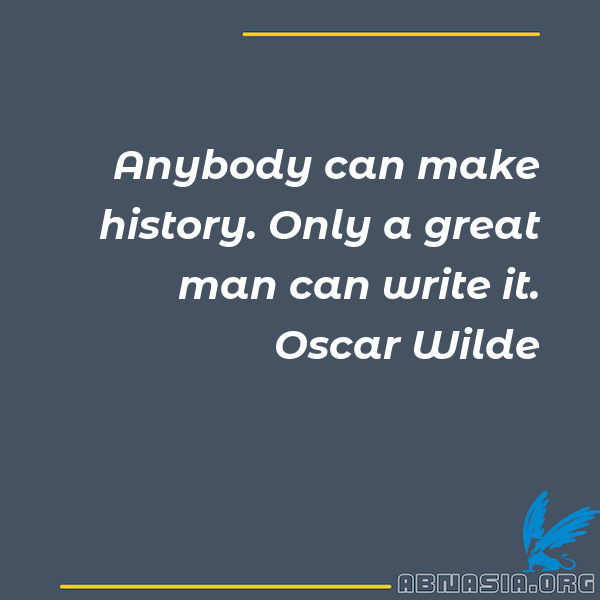 Anybody can make
history. Only a great
man can write it.
Oscar Wilde
ABNASIA.ORG